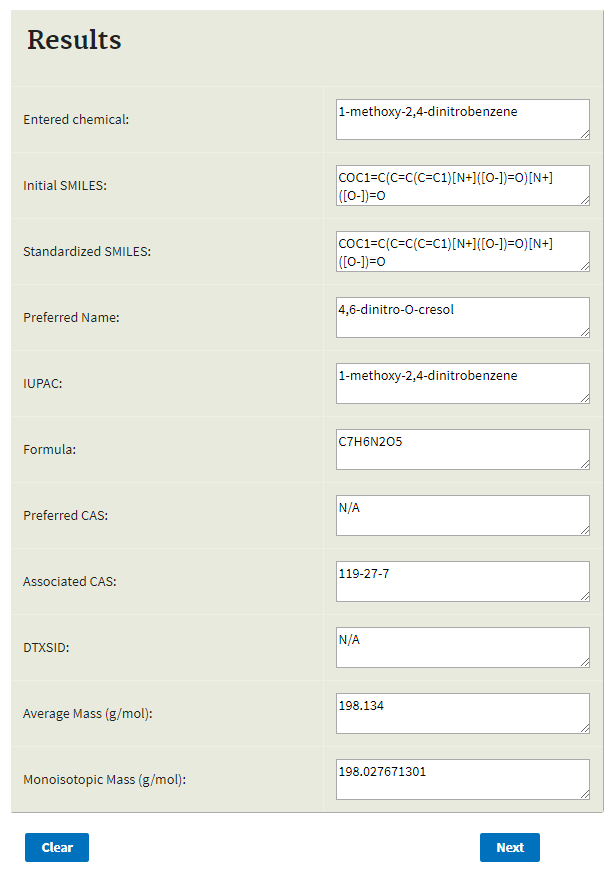 Results
Entered chemical:
1-methoxy-2,4-dinitrobenzene
Initial SMILES:
COC1=C(C=C(C=C1)[N+]([O-])=O)[N+]
([O-])=O
Standardized SMILES:
COC1=C(C=C(C=C1)[N+]([O-])=O)[N+]
([O-])=O
Preferred Name:
4,6-dinitro-O-cresol
IUPAC:
1-methoxy-2,4-dinitrobenzene
Formula:
C7H6N2O5
Preferred CAS:
N/A
Associated CAS:
119-27-7
DTXSID:
N/A
Average Mass (g/mol):
198.134
Monoisotopic Mass (g/mol):
198.027671301
Clear
Next